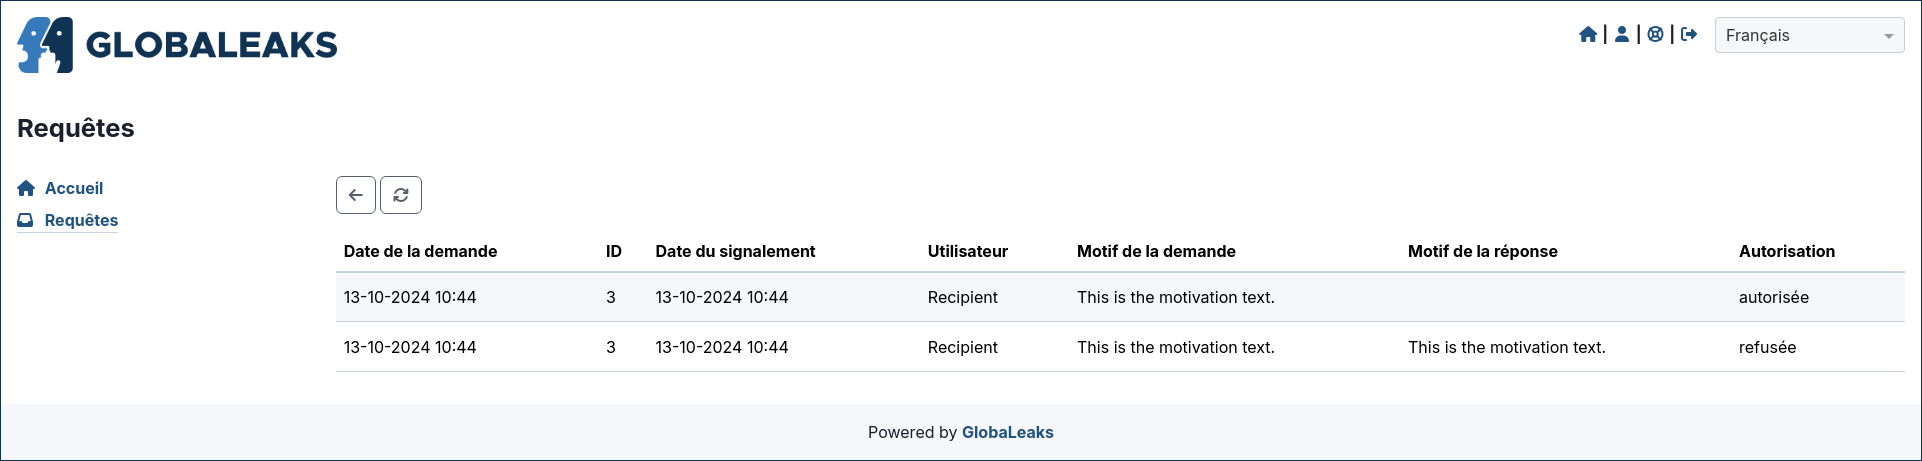 GLOBALEAKS
Français
Requêtes
Accueil
Requêtes
Date de la demande ID Date du signalement Utilisateur Motif de la demande Motif de la réponse Autorisation
13-10-2024 10:44 3 13-10-2024 10:44 Recipient This is the motivation text. autorisée
13-10-2024 10:44 3 13-10-2024 10:44 Recipient This is the motivation text. This is the motivation text. refusée
Powered by GlobaLeaks